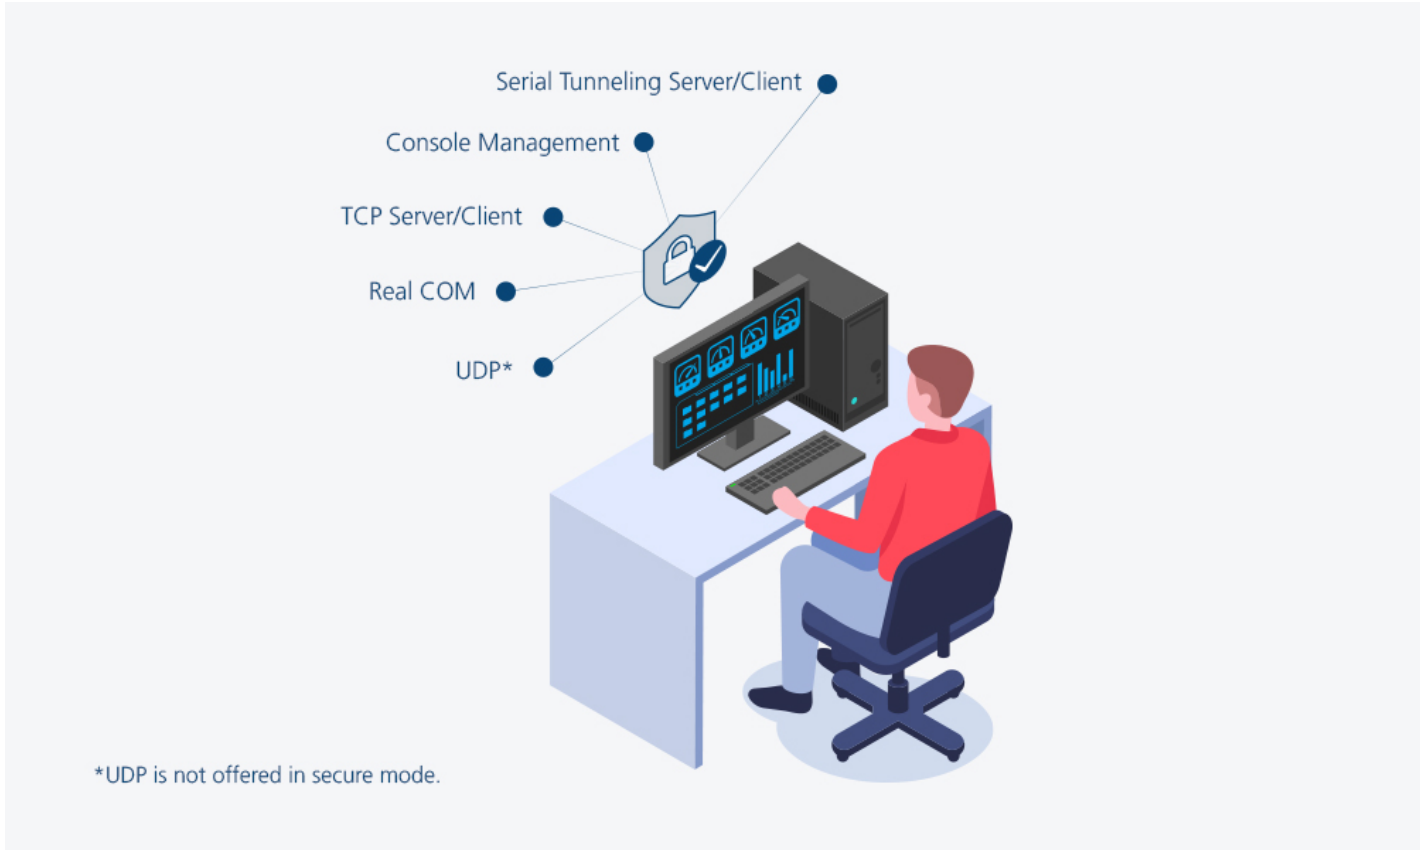 Serial Tunneling Server/Client
Console Management
TCP Server/Client
Real COM
UDP*
*UDP is not offered in secure mode.